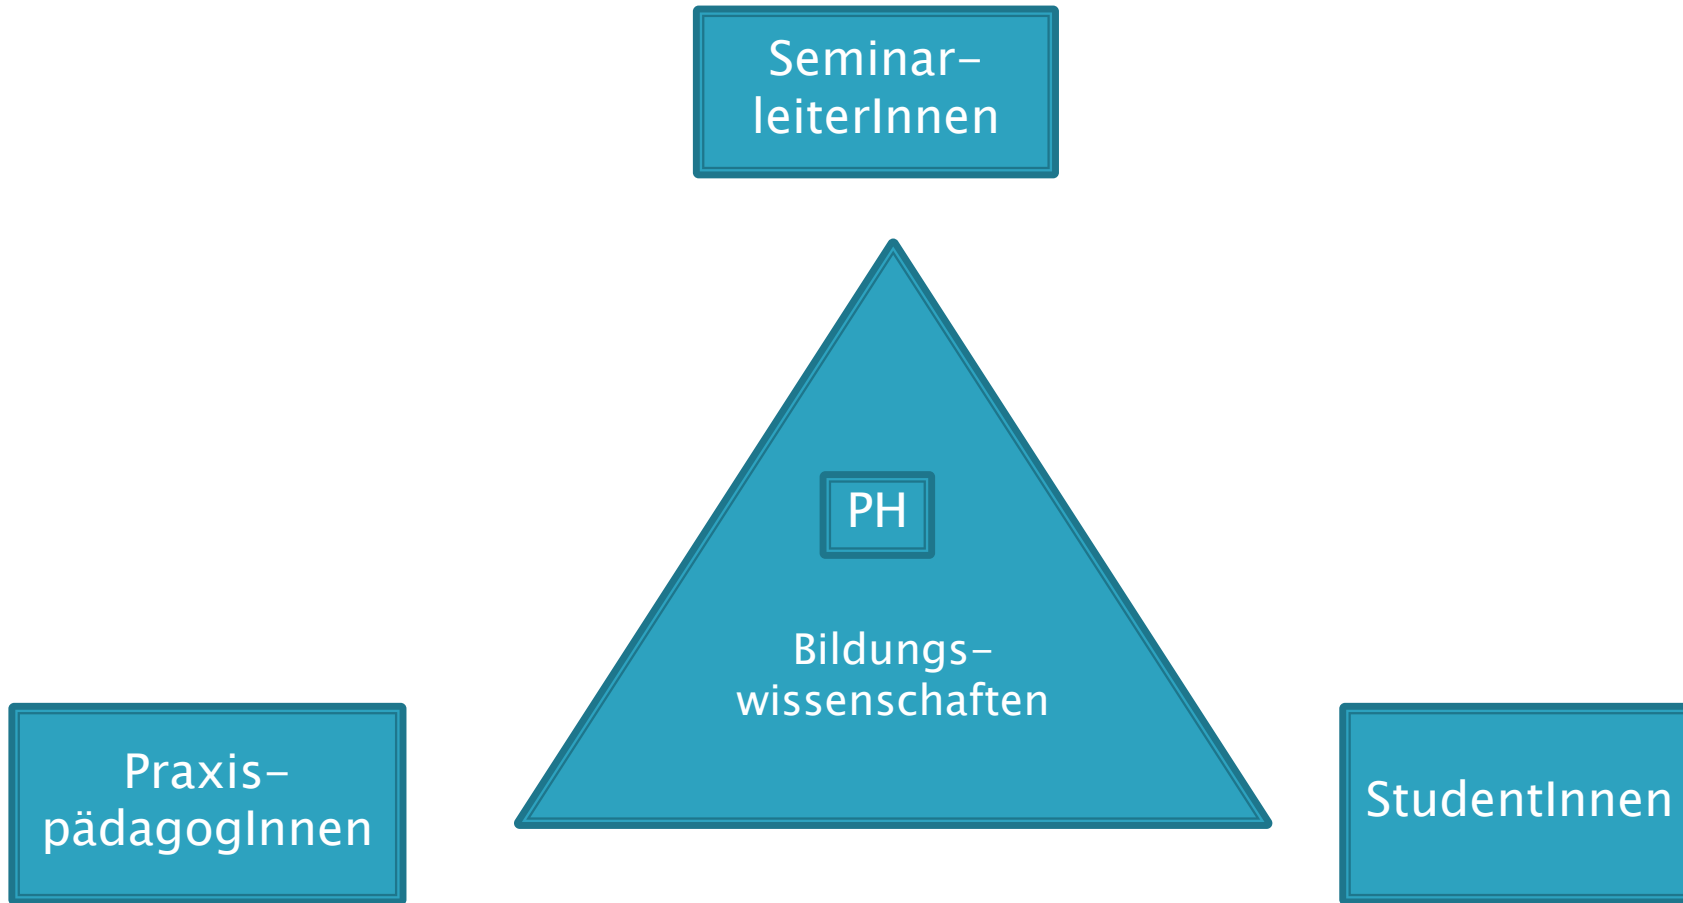 Seminar-
leiterInnen
PH
Bildungs-
wissenschaften
Praxis-
pädagogInnen
StudentInnen